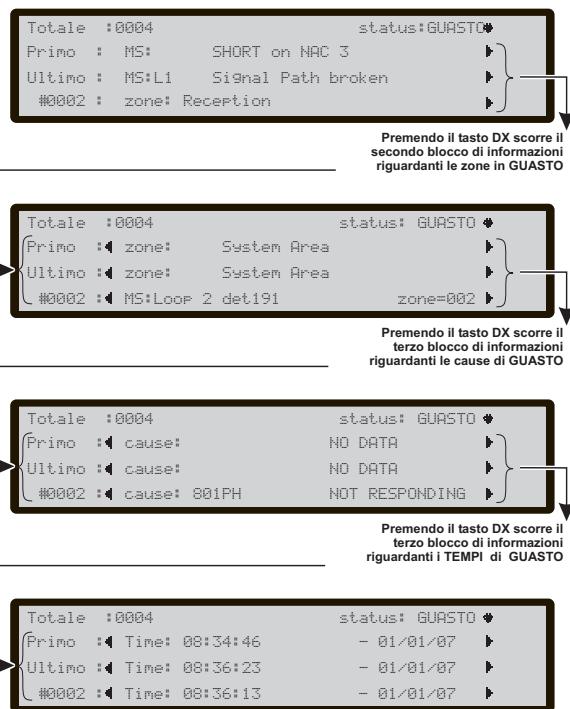 Totale :0004 status:GUASTO
Primo : MS: SHORT on NAC 3
Ultimo : MS:L1 Signal Path broken
#0002 : zone: Reception
Premendo il tasto DX scorre il
secondo blocco di informazioni
riguardanti le zone in GUASTO
Totale :0004 status: GUASTO
Primo : zone: System Area
Ultimo : zone: System Area
#0002 : MS:Loop 2 det191 zone=002
Premendo il tasto DX scorre il
terzo blocco di informazioni
riguardanti le cause di GUASTO
Totale :0004 status: GUASTO
Primo : cause: NO DATA
Ultimo : cause: NO DATA
#0002 : cause: 801PH NOT RESPONDING
Premendo il tasto DX scorre il
terzo blocco di informazioni
riguardanti i TEMPI di GUASTO
Totale :0004 status: GUASTO
Primo : Time: 08:34:46 - 01/01/07
Ultimo : Time: 08:36:23 - 01/01/07
#0002 : Time: 08:36:13 - 01/01/07